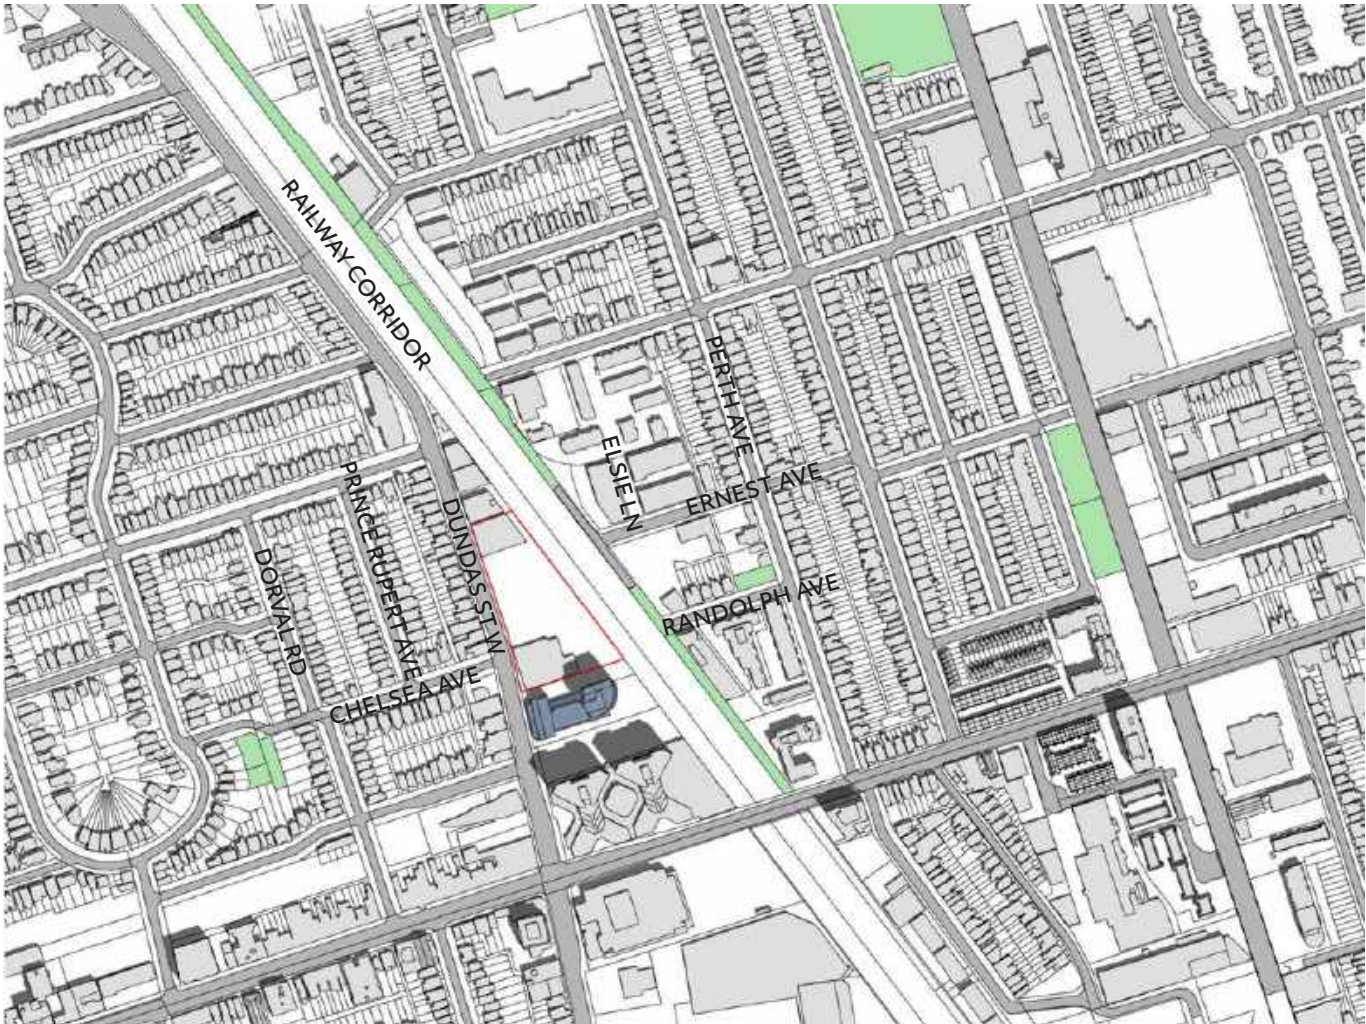 RAILWAY CORRIDOR
PERTH AVE
ELSIE LN
ERNEST AVE
PRINCE RUPERT AVE
DUNDAS ST W
DORVAL RD
RANDOLPH AVE
CHELSEA AVE